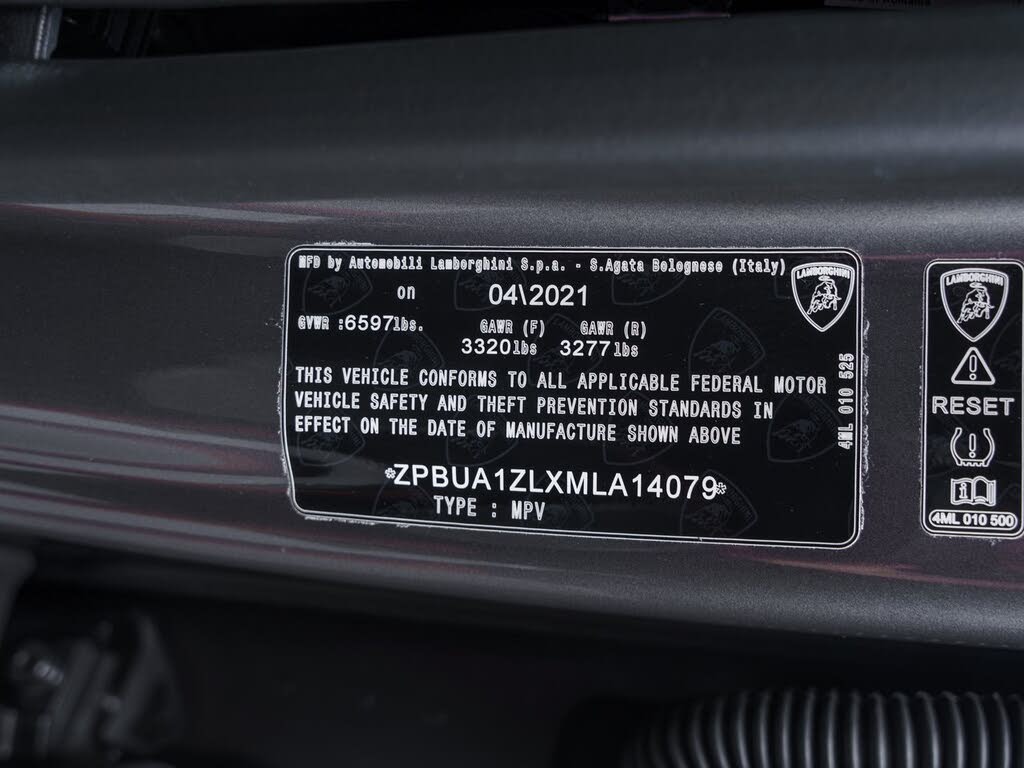 MFD by Automobili Lamborghini S.p.a. - S.Agata Bolognese (Italy)
on 04\2021
GVWR :6597lbs. GAWR (F) GAWR (R)
3320lbs 3277lbs
THIS VEHICLE CONFORMS TO ALL APPLICABLE FEDERAL MOTOR
VEHICLE SAFETY AND THEFT PREVENTION STANDARDS IN
EFFECT ON THE DATE OF MANUFACTURE SHOWN ABOVE
*ZPBUA1ZLXMLA14079*
TYPE : MPV
LAMBORGHINI
4ML 010 525
LAMBORGHINI
RESET
4ML 010 500